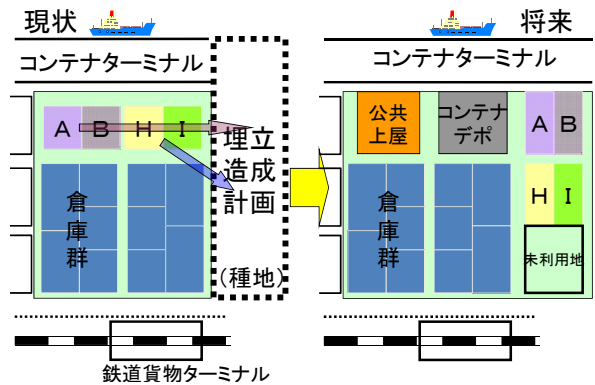 現状
将来
コンテナターミナル
コンテナターミナル
A B H I
埋立
造成
計画
(種地)
倉庫群
公共
上屋
コンテナ
デポ
A B
H I
倉庫群
未利用地
鉄道貨物ターミナル